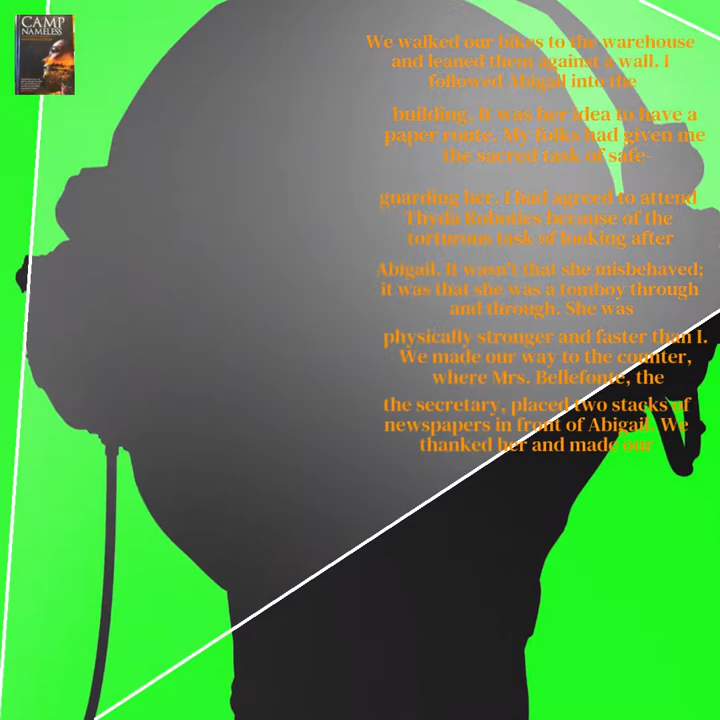 CAMP
NAMELESS
We walked our bikes to the warehouse
and leaned them against a wall. I
followed Abigail into the
building. It was her idea to have a
paper route. My folks had given me
the sacred task of safe-
guarding her. I had agreed to attend
Thyda Robotics because of the
torturous task of looking after
Abigail. It wasn't that she misbehaved;
it was that she was a tomboy through
and through. She was
physically stronger and faster than I.
We made our way to the counter,
where Mrs. Bellefonte, the
the secretary, placed two stacks of
newspapers in front of Abigail. We
thanked her and made our